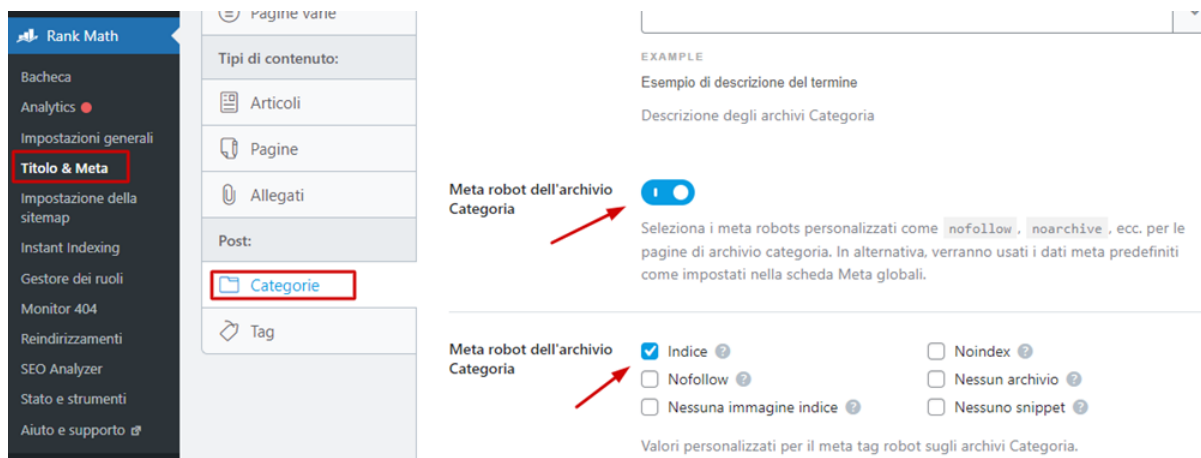 Rank Math
Bacheca
Analytics
Impostazioni generali
Titolo & Meta
Impostazione della
sitemap
Instant Indexing
Gestore dei ruoli
Monitor 404
Reindirizzamenti
SEO Analyzer
Stato e strumenti
Aiuto e supporto
Pagine varie
Tipi di contenuto:
Articoli
Pagine
Allegati
Post:
Categorie
Tag
EXAMPLE
Esempio di descrizione del termine
Descrizione degli archivi Categoria
Meta robot dell'archivio
Categoria
Seleziona i meta robots personalizzati come nofollow, noarchive, ecc. per le
pagine di archivio categoria. In alternativa, verranno usati i dati meta predefiniti
come impostati nella scheda Meta globali.
Meta robot dell'archivio
Categoria
Indice
Noindex
Nofollow
Nessun archivio
Nessuna immagine indice
Nessuno snippet
Valori personalizzati per il meta tag robot sugli archivi Categoria.